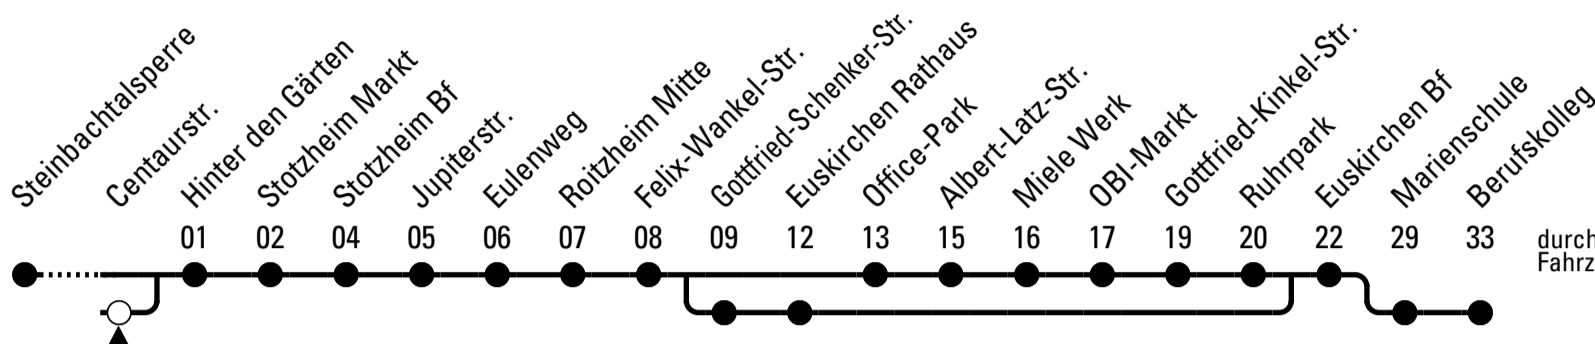 Steinbachtalsperre
Centaurstr.
Hinter den Gärten
Stotzheim Markt
Stotzheim Bf
Jupiterstr.
Eulenweg
Roitzheim Mitte
Felix-Wankel-Str.
Gottfried-Schenker-Str.
Euskirchen Rathaus
Office-Park
Albert-Latz-Str.
Miele Werk
OBI-Markt
Gottfried-Kinkel-Str.
Ruhrpark
Euskirchen Bf
Marienschule
Berufskolleg
01 02 04 05 06 07 08 09 12 13 15 16 17 19 20 22 29 33
durch
Fahrz